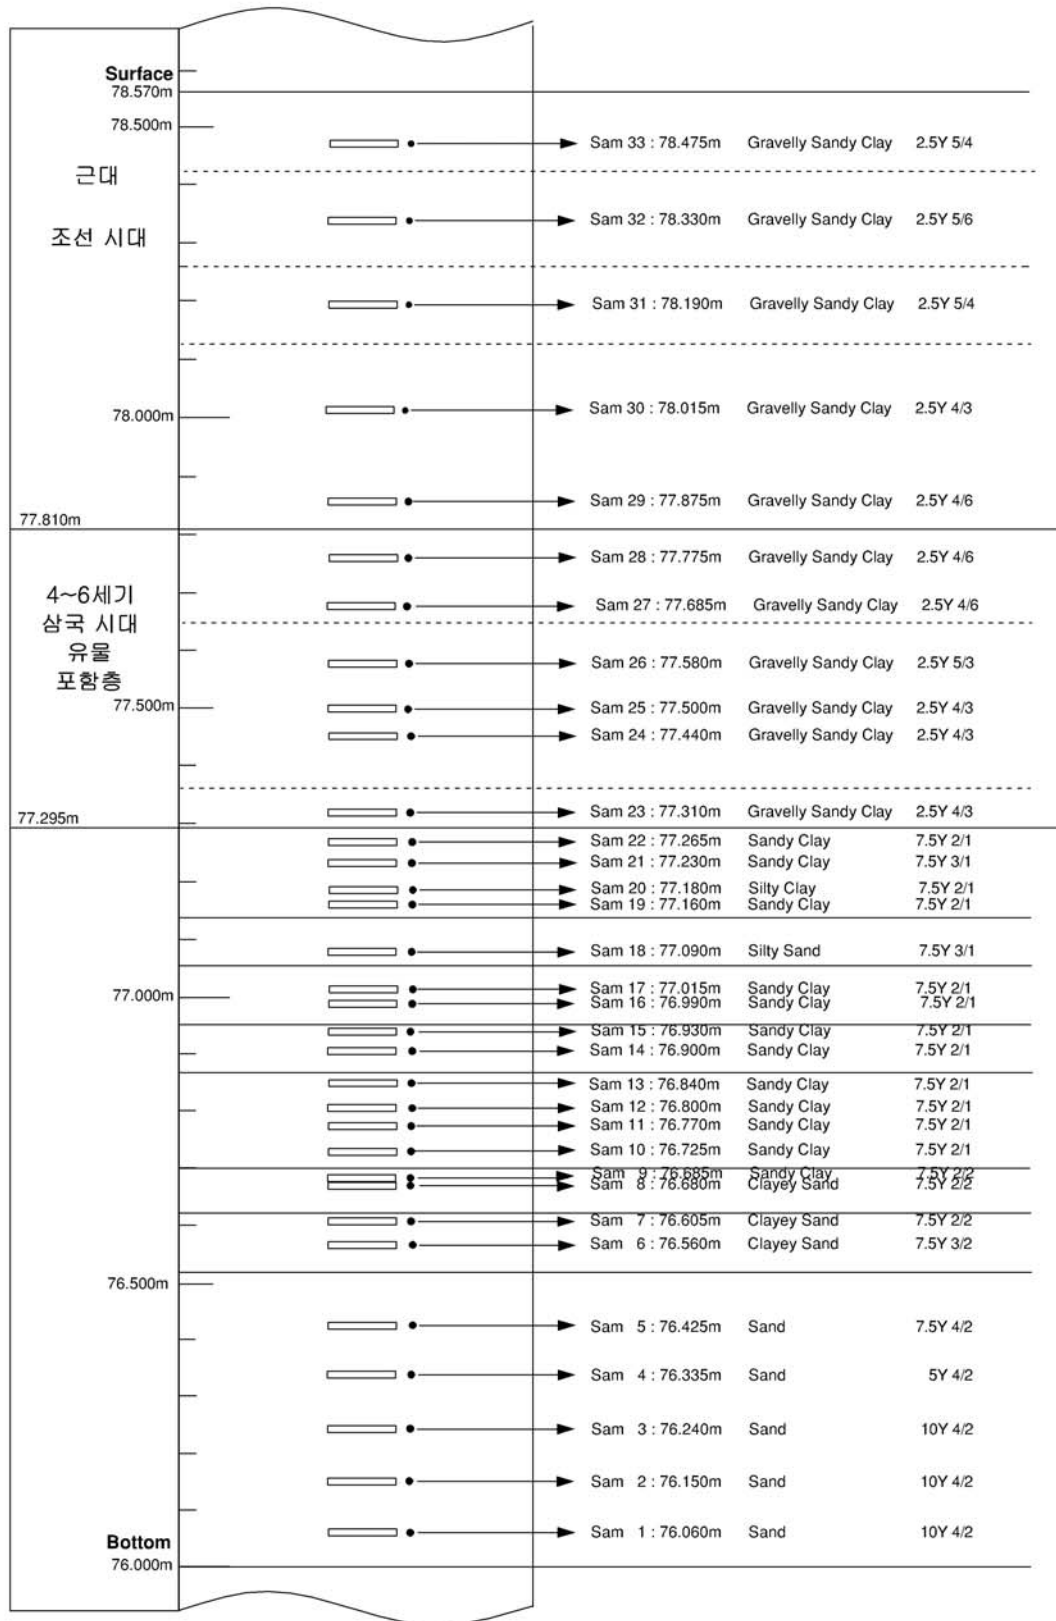 Surface
78.570m
78.500m
Sam 33 : 78.475m Gravelly Sandy Clay 2.5Y 5/4
근대
Sam 32 : 78.330m Gravelly Sandy Clay 2.5Y 5/6
조선 시대
Sam 31 : 78.190m Gravelly Sandy Clay 2.5Y 5/4
78.000m
Sam 30 : 78.015m Gravelly Sandy Clay 2.5Y 4/3
Sam 29 : 77.875m Gravelly Sandy Clay 2.5Y 4/6
77.810m
Sam 28 : 77.775m Gravelly Sandy Clay 2.5Y 4/6
4~6세기
Sam 27 : 77.685m Gravelly Sandy Clay 2.5Y 4/6
삼국 시대
유물
Sam 26 : 77.580m Gravelly Sandy Clay 2.5Y 5/3
포함층
77.500m
Sam 25 : 77.500m Gravelly Sandy Clay 2.5Y 4/3
Sam 24 : 77.440m Gravelly Sandy Clay 2.5Y 4/3
Sam 23 : 77.310m Gravelly Sandy Clay 2.5Y 4/3
77.295m
Sam 22 : 77.265m Sandy Clay 7.5Y 2/1
Sam 21 : 77.230m Sandy Clay 7.5Y 3/1
Sam 20 : 77.180m Silty Clay 7.5Y 2/1
Sam 19 : 77.160m Sandy Clay 7.5Y 2/1
Sam 18 : 77.090m Silty Sand 7.5Y 3/1
Sam 17 : 77.015m Sandy Clay 7.5Y 2/1
77.000m
Sam 16 : 76.990m Sandy Clay 7.5Y 2/1
Sam 15 : 76.930m Sandy Clay 7.5Y 2/1
Sam 14 : 76.900m Sandy Clay 7.5Y 2/1
Sam 13 : 76.840m Sandy Clay 7.5Y 2/1
Sam 12 : 76.800m Sandy Clay 7.5Y 2/1
Sam 11 : 76.770m Sandy Clay 7.5Y 2/1
Sam 10 : 76.725m Sandy Clay 7.5Y 2/1
Sam 9 : 76.685m Sandy Clay 7.5Y 2/2
Sam 8 : 76.680m Clayey Sand 7.5Y 2/2
Sam 7 : 76.605m Clayey Sand 7.5Y 2/2
Sam 6 : 76.560m Clayey Sand 7.5Y 3/2
76.500m
Sam 5 : 76.425m Sand 7.5Y 4/2
Sam 4 : 76.335m Sand 5Y 4/2
Sam 3 : 76.240m Sand 10Y 4/2
Sam 2 : 76.150m Sand 10Y 4/2
Sam 1 : 76.060m Sand 10Y 4/2
Bottom
76.000m